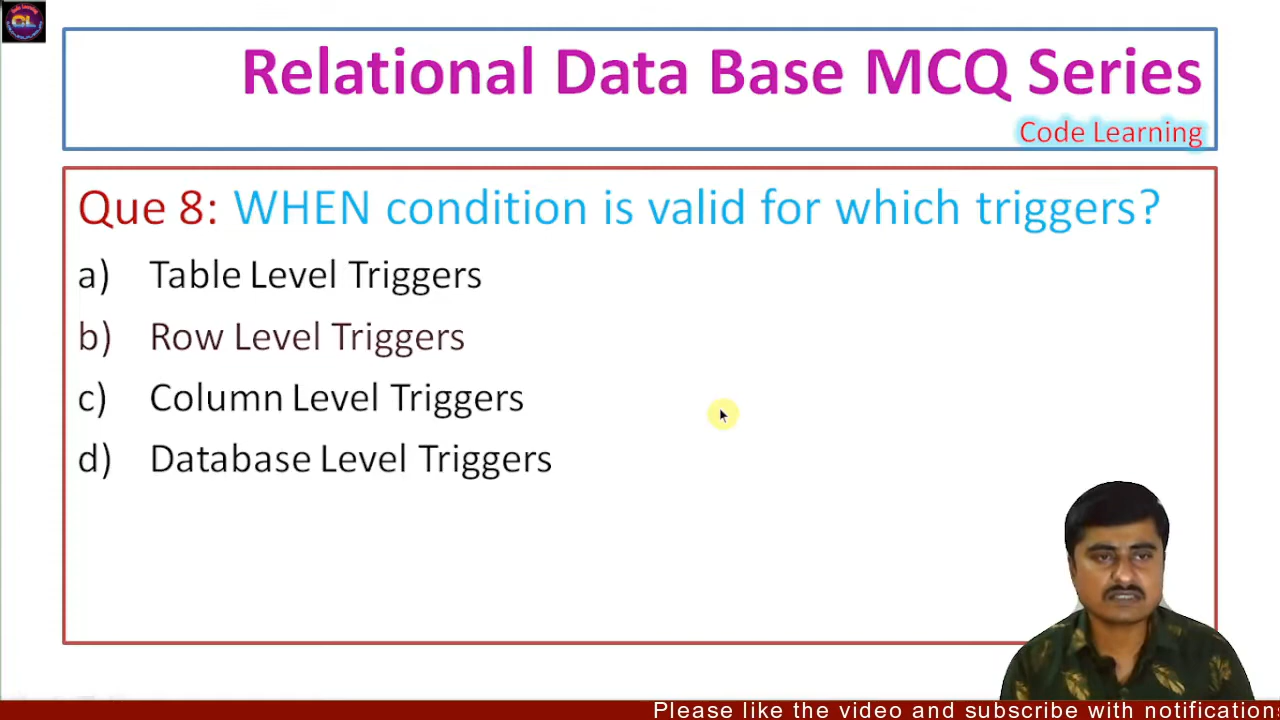 Relational Data Base MCQ Series
Code Learning
Que 8: WHEN condition is valid for which triggers?
a) Table Level Triggers
b) Row Level Triggers
c) Column Level Triggers
d) Database Level Triggers
Please like the video and subscribe with notifications